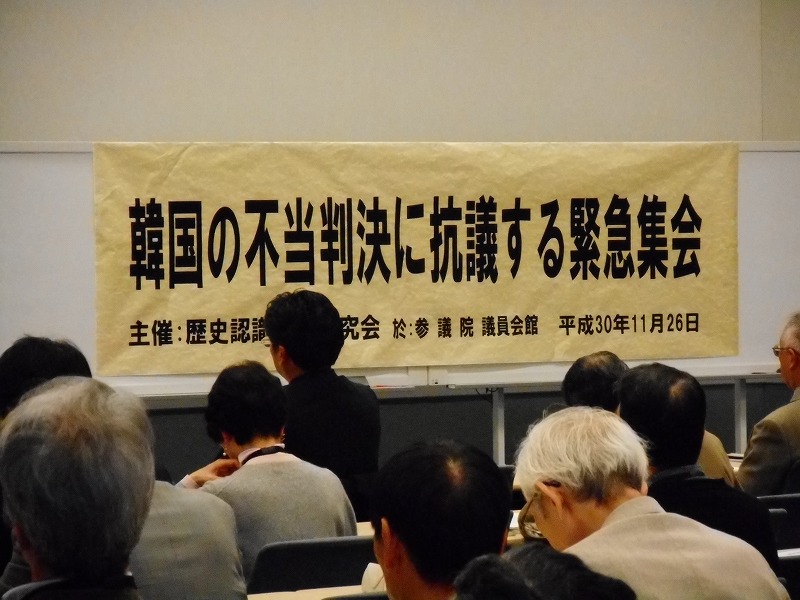 韓国の不当判決に抗議する緊急集会
主催:歴史認識 究会 於:参議院 議員会館 平成30年11月26日